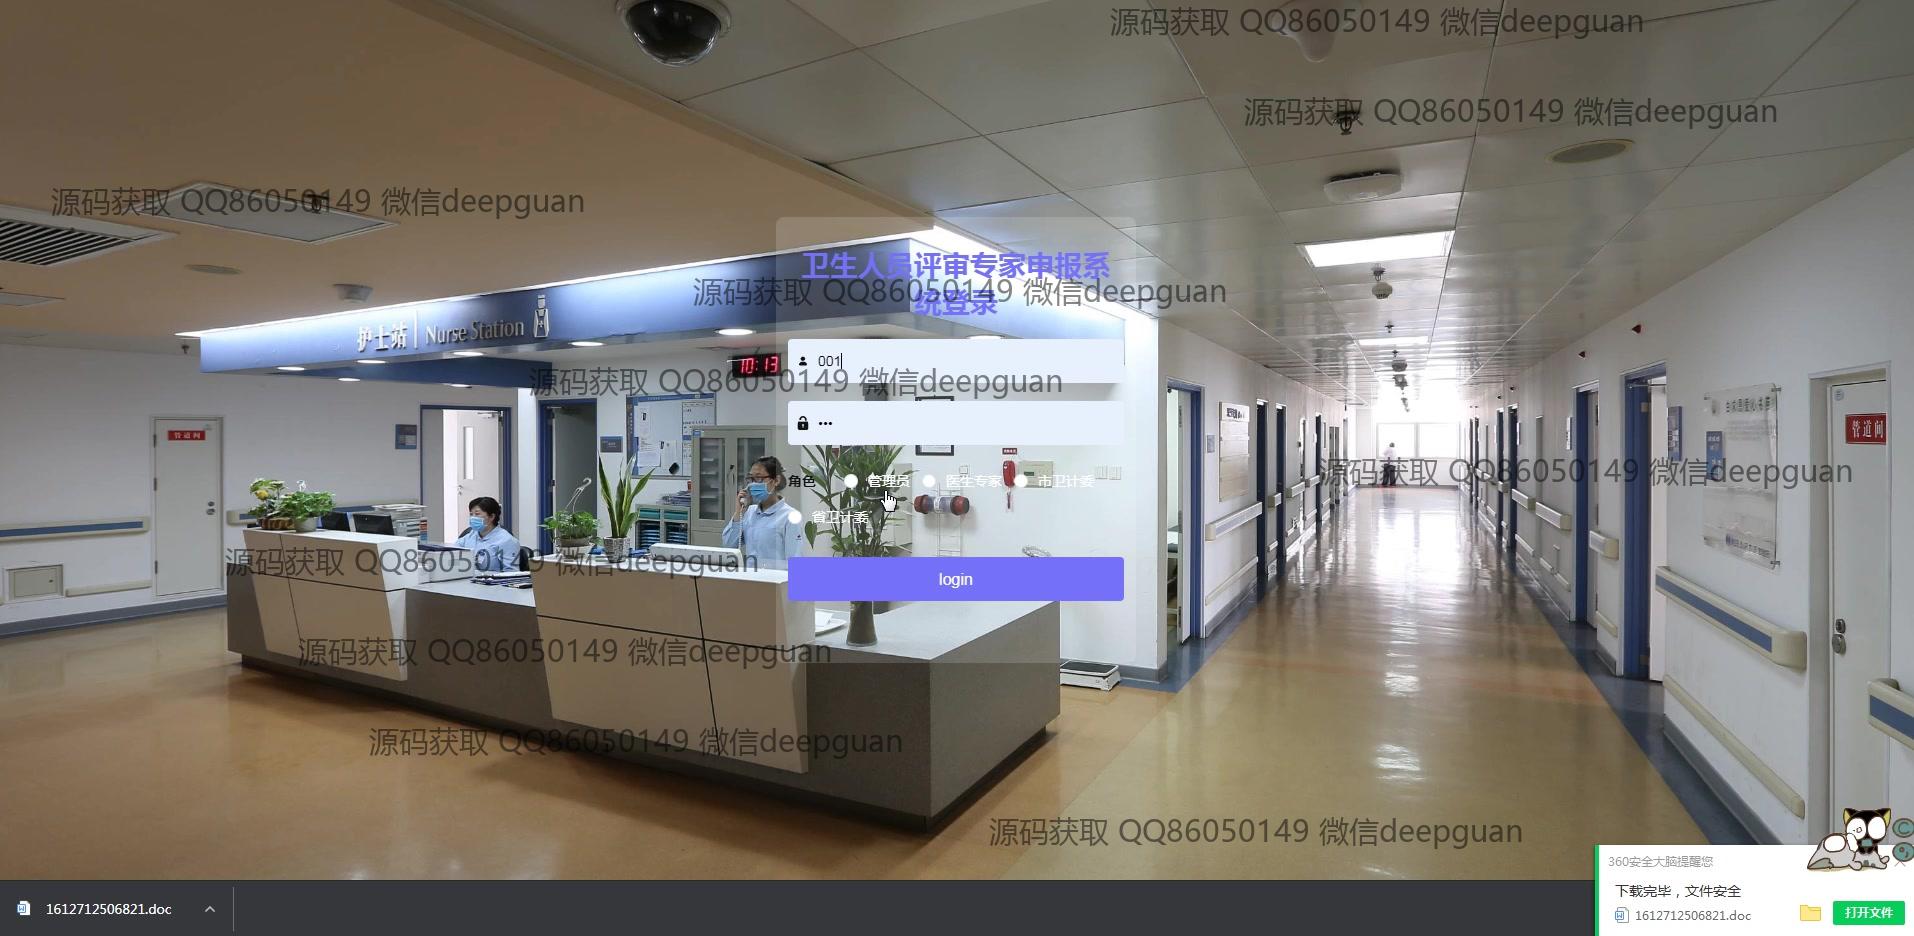 源码获取 QQ86050149 微信deepguan
源码获取 QQ86050149 微信deepguan
源码获取 QQ86050149 微信deepguan
卫生人员评审专家申报系
统登录
源码获取 QQ86050149 微信deepguan
护士站 Nurse Station
10:13
001
源码获取 QQ86050149 微信deepguan
•••
管道间
管道间
源码获取 QQ86050149 微信deepguan
角色 管理员 医生专家 市卫计委
省卫计委
源码获取 QQ86050149 微信deepguan
login
源码获取 QQ86050149 微信deepguan
源码获取 QQ86050149 微信deepguan
源码获取 QQ86050149 微信deepguan
360安全大脑提醒您
下载完毕，文件安全
1612712506821.doc
打开文件
1612712506821.doc